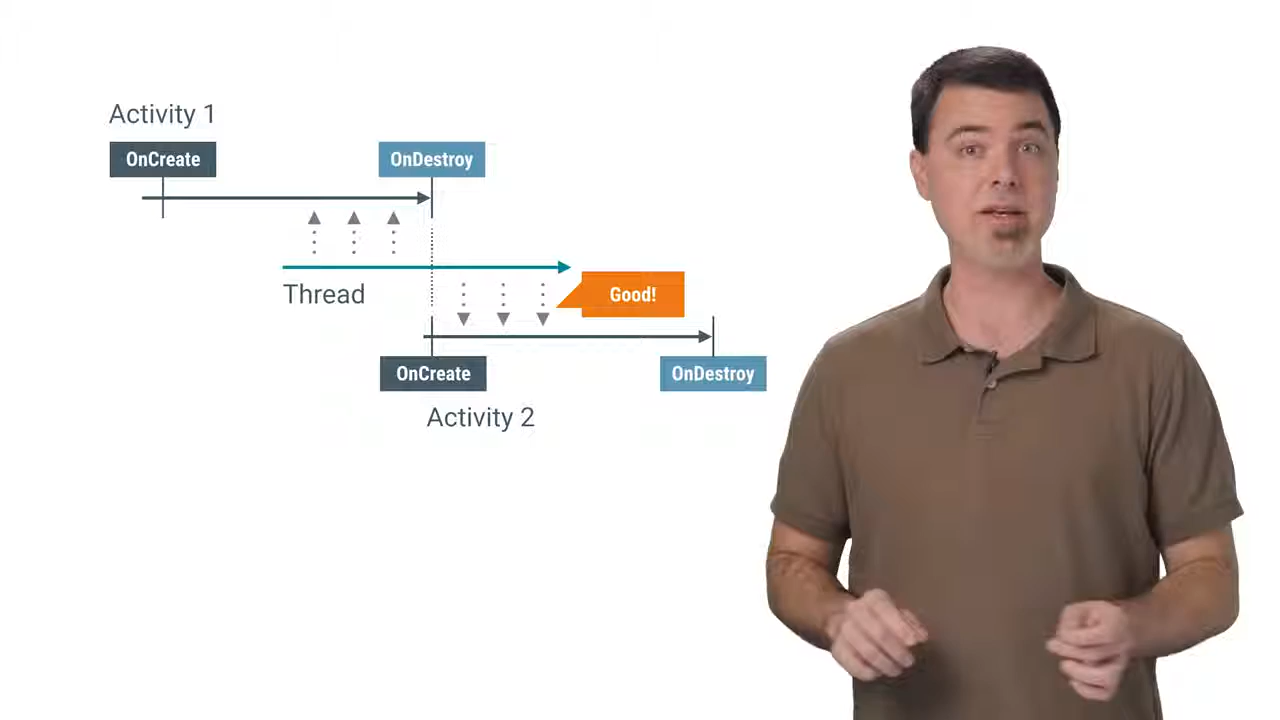 Activity 1
OnCreate
OnDestroy
Thread
Good!
OnCreate
OnDestroy
Activity 2